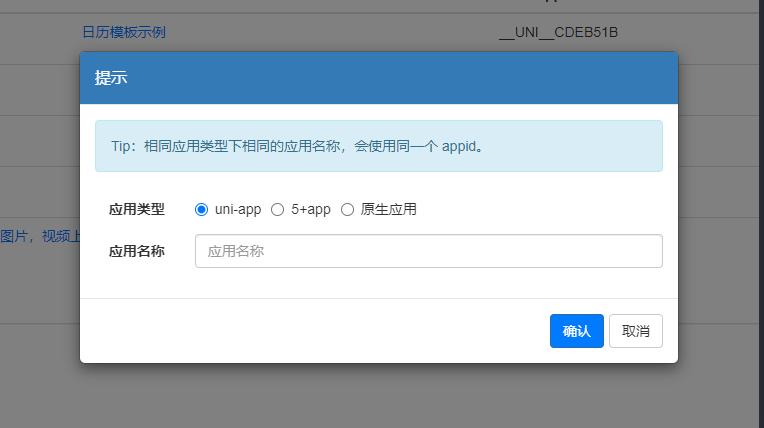 日历模板示例 __UNI__CDEB51B
提示
Tip：相同应用类型下相同的应用名称，会使用同一个 appid。
应用类型 uni-app 5+app 原生应用
图片，视频上
应用名称 应用名称
确认 取消